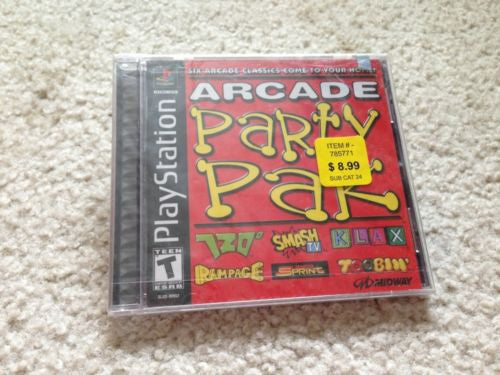 SIX ARCADE CLASSICS COME TO YOUR HOME!
ARCADE
PaRty
PaK
ITEM # -
785771
$ 8.99
SUB CAT 24
PlayStation
720°
SMASH T.V.
KLAX
RAMPAGE
SPRINT
TOOBIN'
MIDWAY
TEEN
T
ESRB